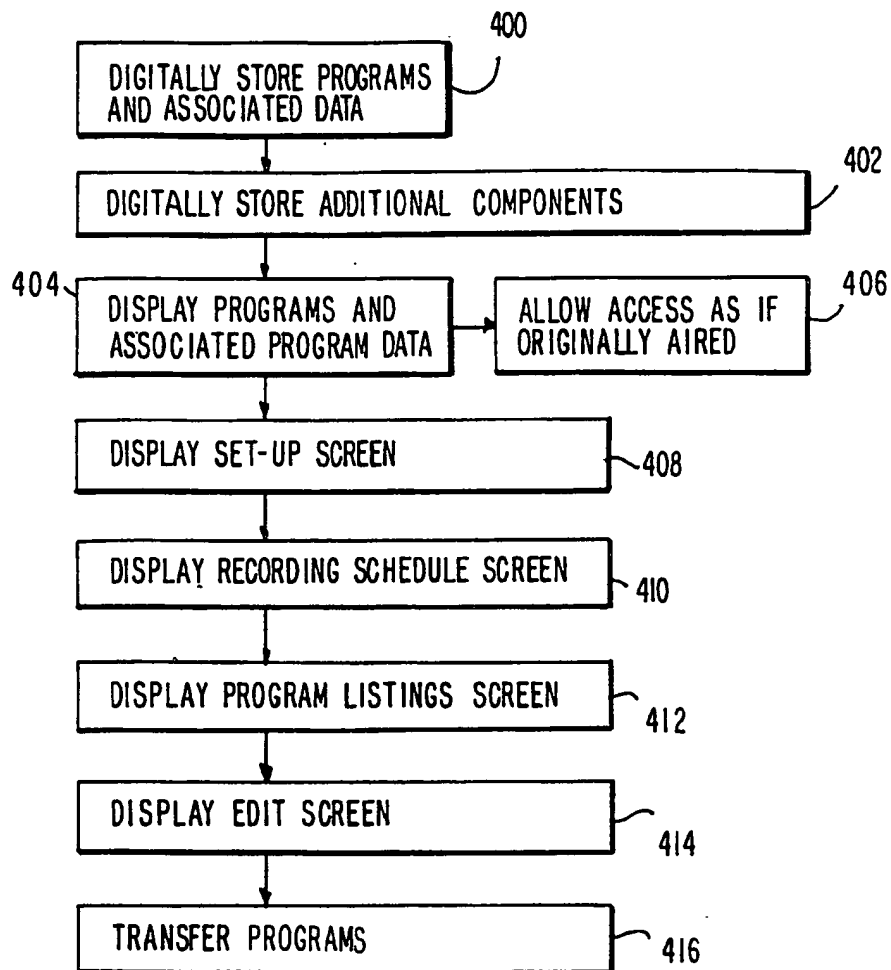 400
DIGITALLY STORE PROGRAMS
AND ASSOCIATED DATA
402
DIGITALLY STORE ADDITIONAL COMPONENTS
404
DISPLAY PROGRAMS AND
ASSOCIATED PROGRAM DATA
406
ALLOW ACCESS AS IF
ORIGINALLY AIRED
DISPLAY SET-UP SCREEN
408
DISPLAY RECORDING SCHEDULE SCREEN
410
DISPLAY PROGRAM LISTINGS SCREEN
412
DISPLAY EDIT SCREEN
414
TRANSFER PROGRAMS
416